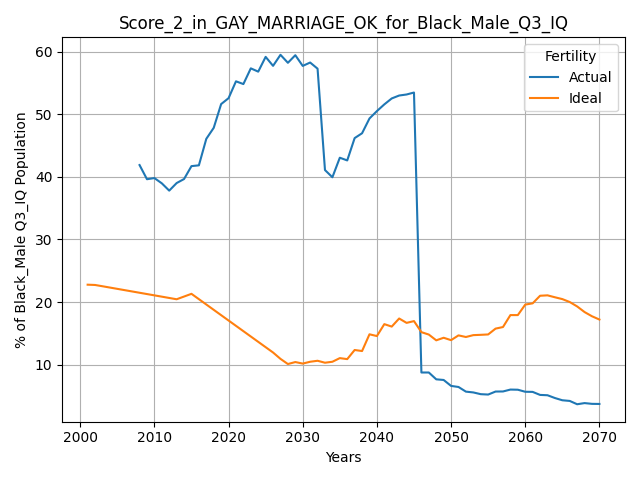 Score_2_in_GAY_MARRIAGE_OK_for_Black_Male_Q3_IQ
Fertility
Actual
Ideal
% of Black_Male Q3_IQ Population
60
50
40
30
20
10
2000 2010 2020 2030 2040 2050 2060 2070
Years